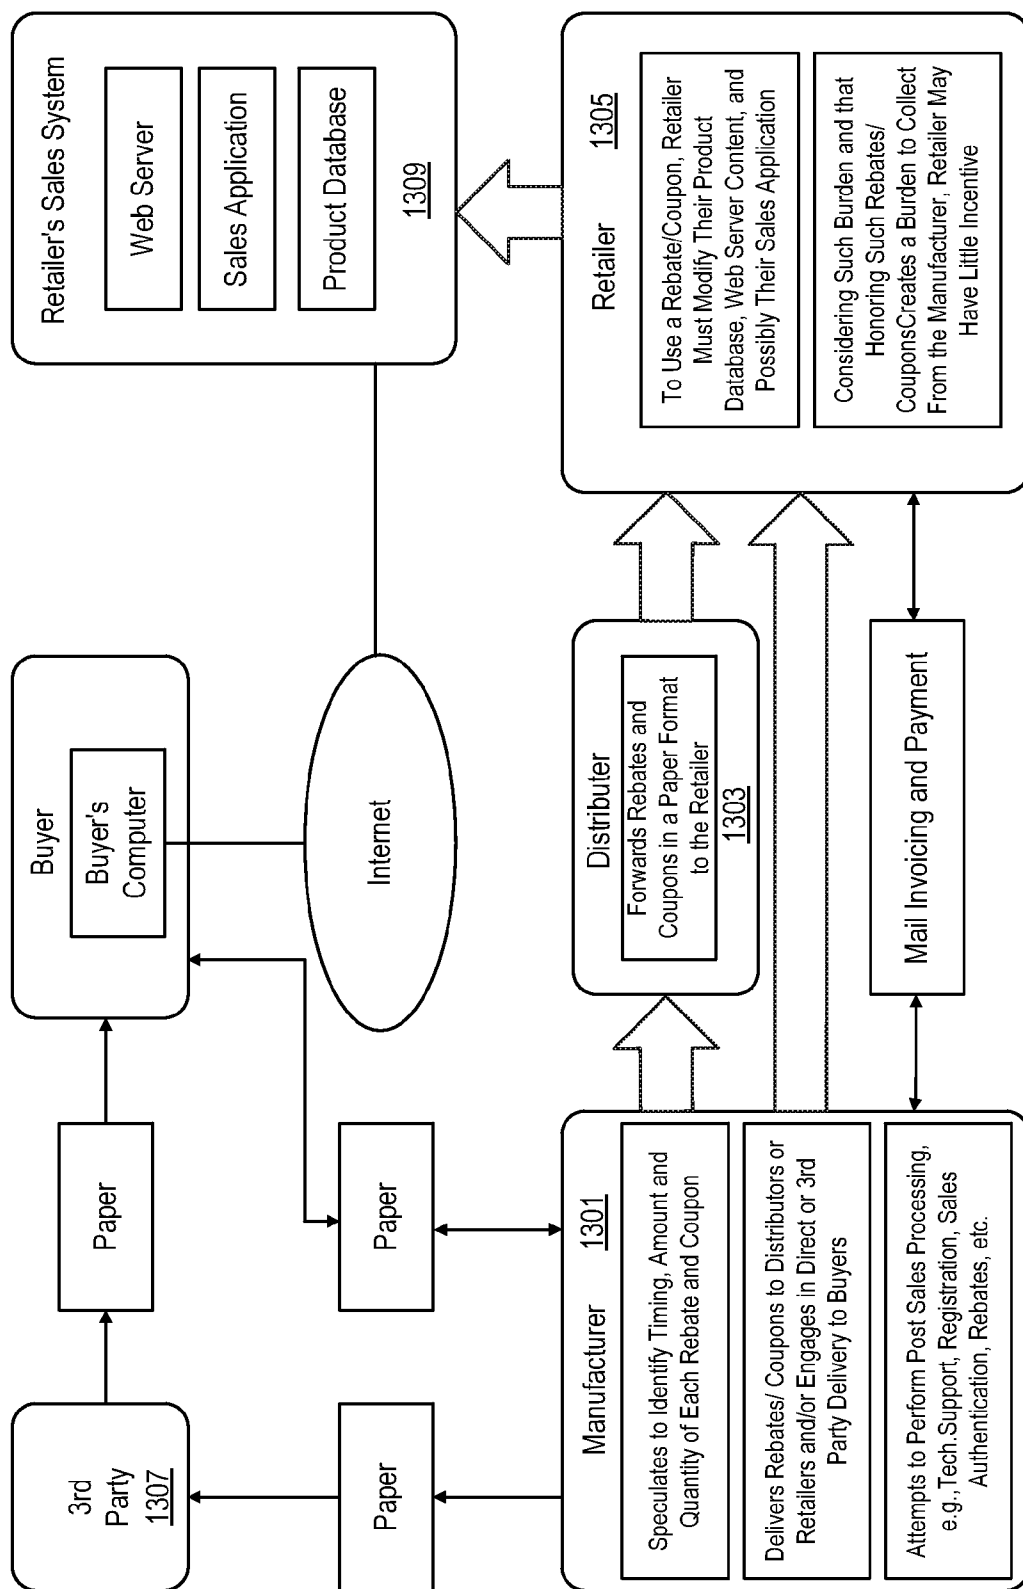 3rd
Party
1307
Paper
Buyer
Buyer's
Computer
Retailer's Sales System
Web Server
Sales Application
Product Database
1309
Paper
Paper
Internet
Manufacturer
1301
Speculates to Identify Timing, Amount and
Quantity of Each Rebate and Coupon
Delivers Rebates/ Coupons to Distributors or
Retailers and/or Engages in Direct or 3rd
Party Delivery to Buyers
Attempts to Perform Post Sales Processing,
e.g.,Tech.Support, Registration, Sales
Authentication, Rebates, etc.
Distributer
Forwards Rebates and
Coupons in a Paper Format
to the Retailer
1303
Mail Invoicing and Payment
Retailer
1305
To Use a Rebate/Coupon, Retailer
Must Modify Their Product
Database, Web Server Content, and
Possibly Their Sales Application
Considering Such Burden and that
Honoring Such Rebates/
CouponsCreates a Burden to Collect
From the Manufacturer, Retailer May
Have Little Incentive